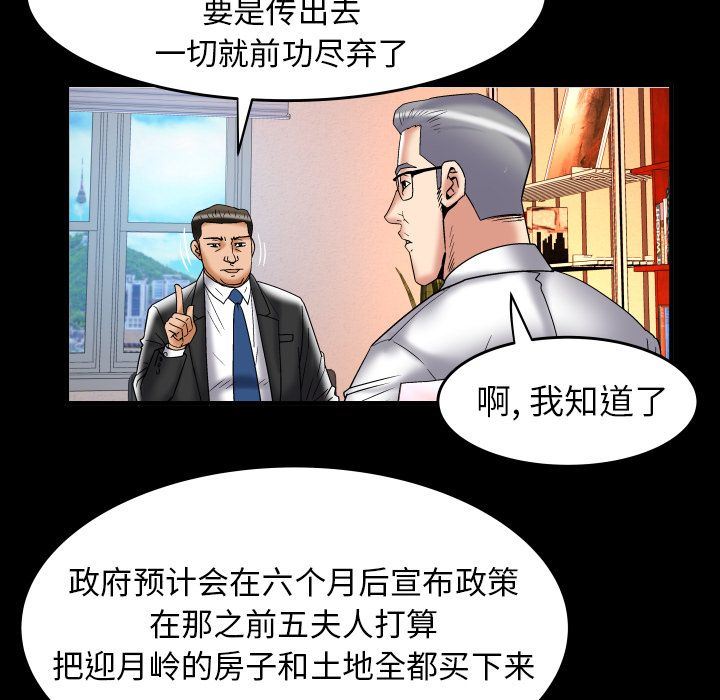 要是传出去
一切就前功尽弃了
啊, 我知道了
政府预计会在六个月后宣布政策
在那之前五夫人打算
把迎月岭的房子和土地全都买下来